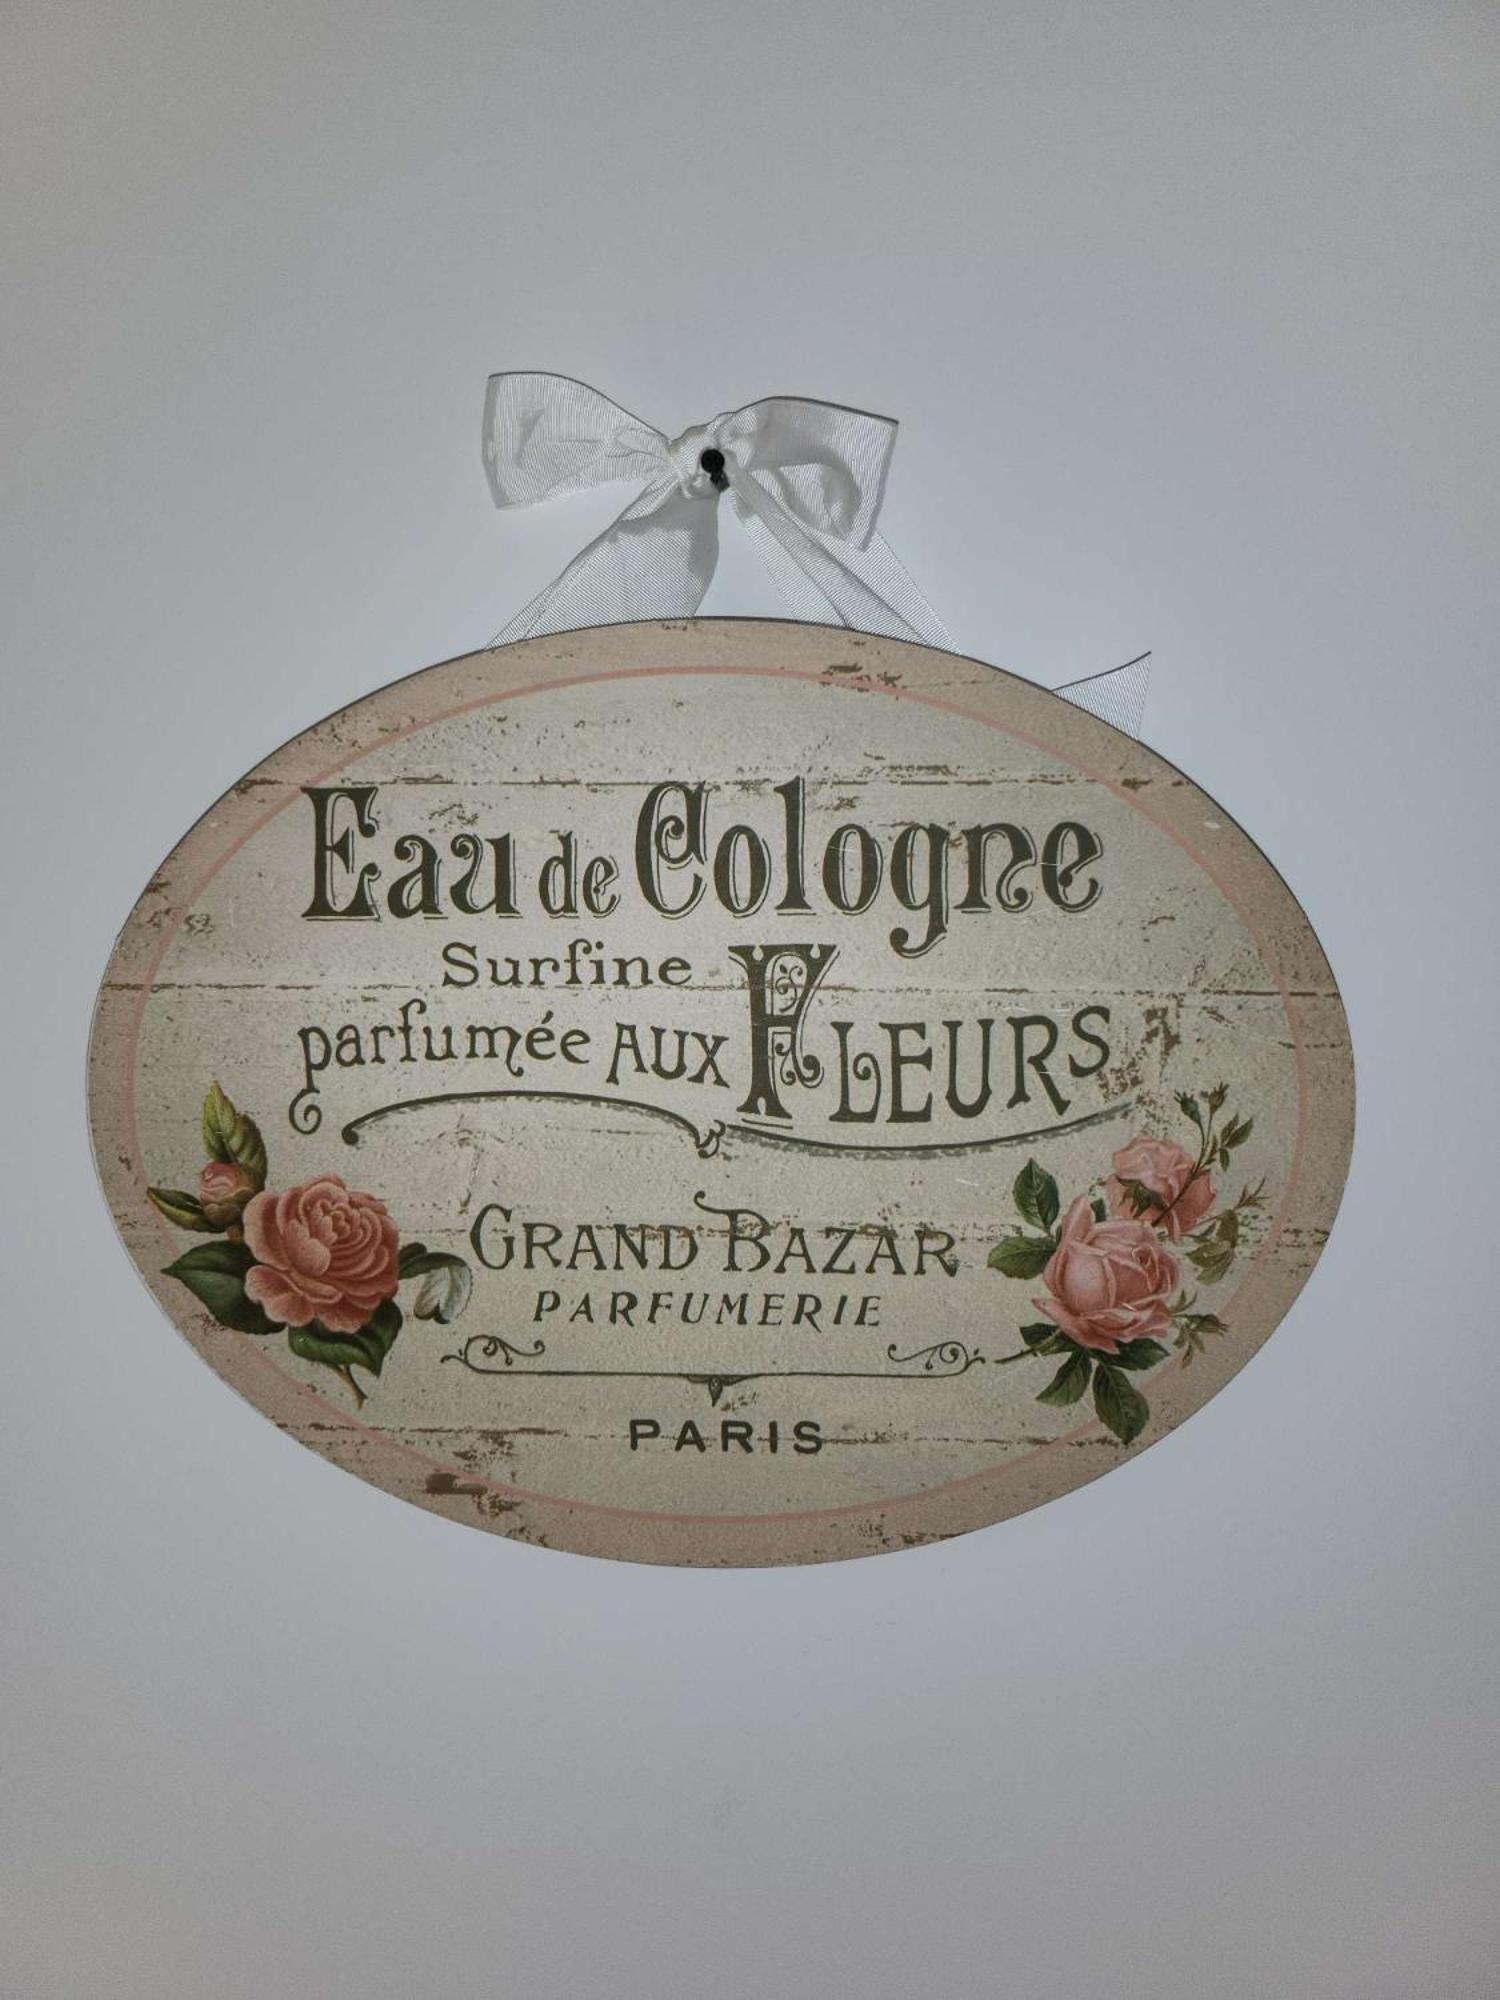 Eau de Cologne
Surfine
parfumée AUX FLEURS
GRAND BAZAR
PARFUMERIE
PARIS